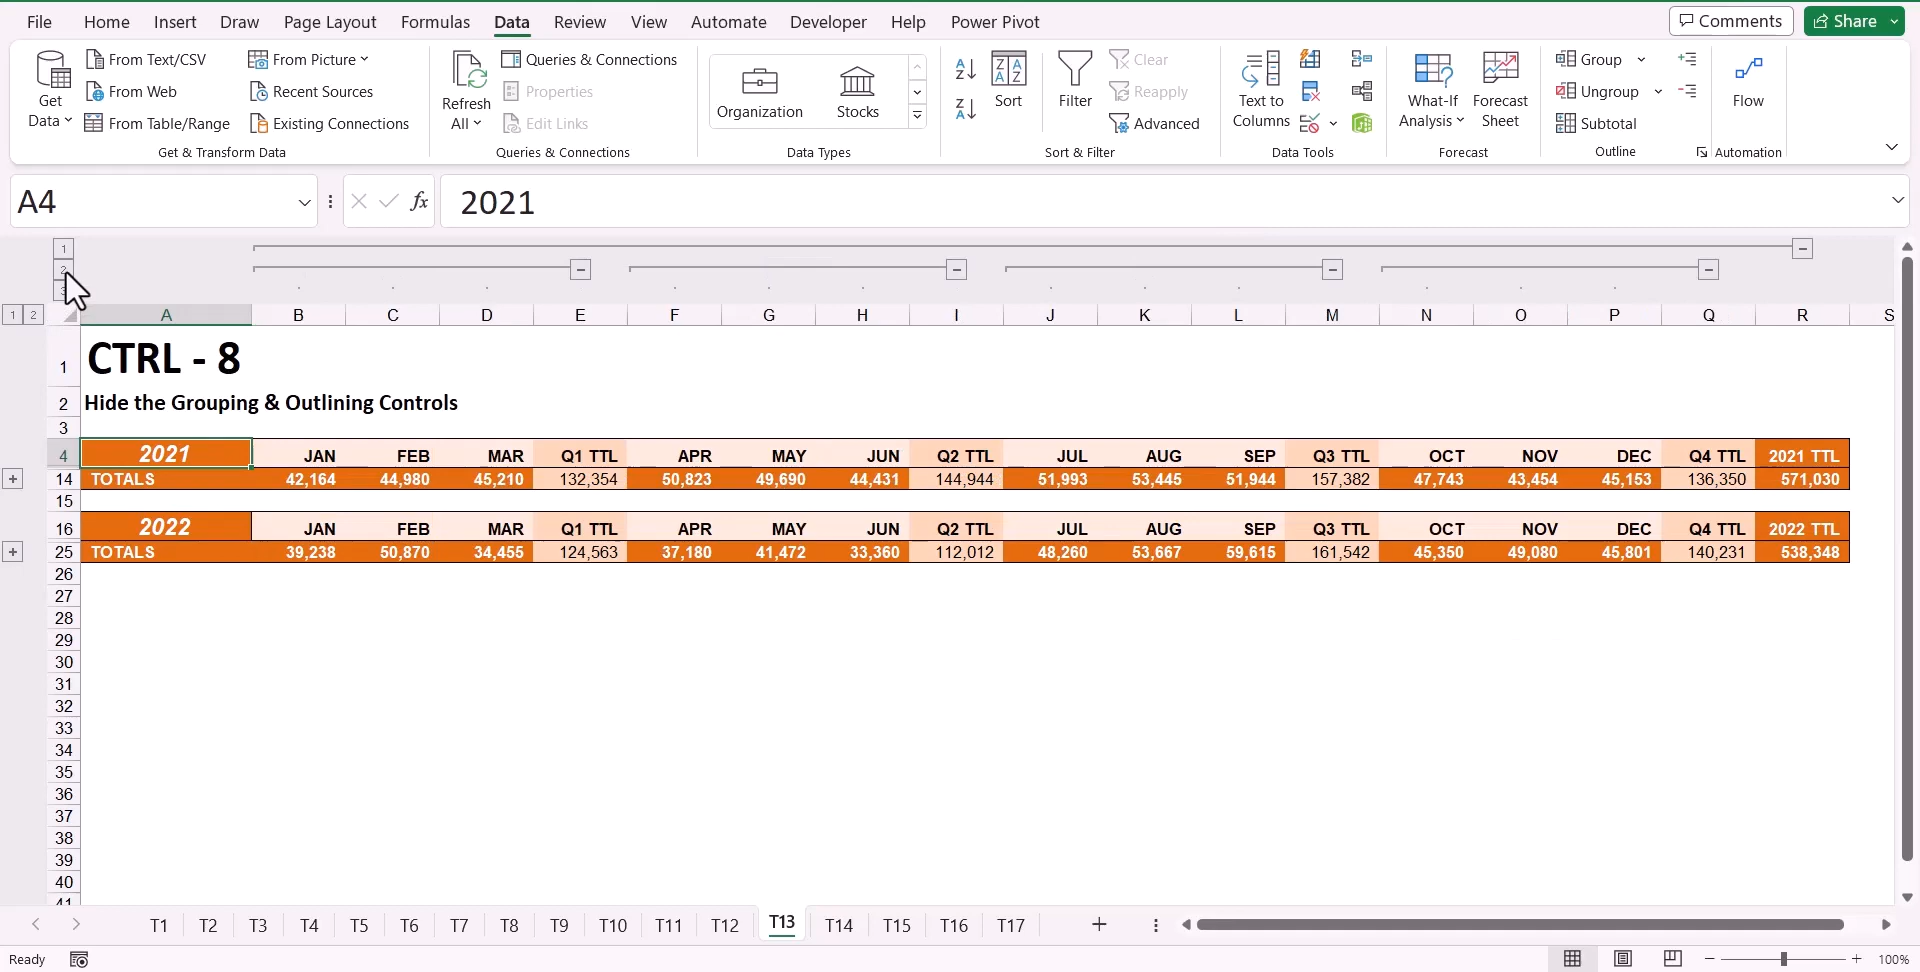 File Home Insert Draw Page Layout Formulas Data Review View Automate Developer Help Power Pivot Comments Share
Get Data From Text/CSV From Web From Table/Range From Picture Recent Sources Existing Connections
Get & Transform Data
Refresh All Queries & Connections Properties Edit Links
Queries & Connections
Organization Stocks
Data Types
Sort Filter Clear Reapply Advanced
Sort & Filter
Text to Columns
Data Tools
What-If Analysis Forecast Sheet
Forecast
Group Ungroup Subtotal
Outline
Flow
Automation
A4 fx 2021
1
2
3
1 2 A B C D E F G H I J K L M N O P Q R S
1 CTRL - 8
2 Hide the Grouping & Outlining Controls
3
4 2021 JAN FEB MAR Q1 TTL APR MAY JUN Q2 TTL JUL AUG SEP Q3 TTL OCT NOV DEC Q4 TTL 2021 TTL
14 TOTALS 42,164 44,980 45,210 132,354 50,823 49,690 44,431 144,944 51,993 53,445 51,944 157,382 47,743 43,454 45,153 136,350 571,030
15
16 2022 JAN FEB MAR Q1 TTL APR MAY JUN Q2 TTL JUL AUG SEP Q3 TTL OCT NOV DEC Q4 TTL 2022 TTL
25 TOTALS 39,238 50,870 34,455 124,563 37,180 41,472 33,360 112,012 48,260 53,667 59,615 161,542 45,350 49,080 45,801 140,231 538,348
26
27
28
29
30
31
32
33
34
35
36
37
38
39
40
41
T1 T2 T3 T4 T5 T6 T7 T8 T9 T10 T11 T12 T13 T14 T15 T16 T17
Ready 100%